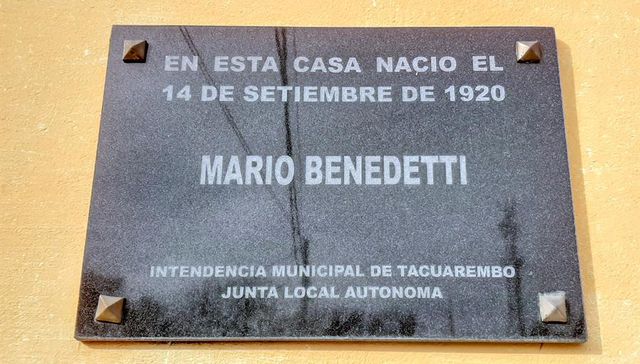 EN ESTA CASA NACIO EL
14 DE SETIEMBRE DE 1920
MARIO BENEDETTI
INTENDENCIA MUNICIPAL DE TACUAREMBO
JUNTA LOCAL AUTONOMA